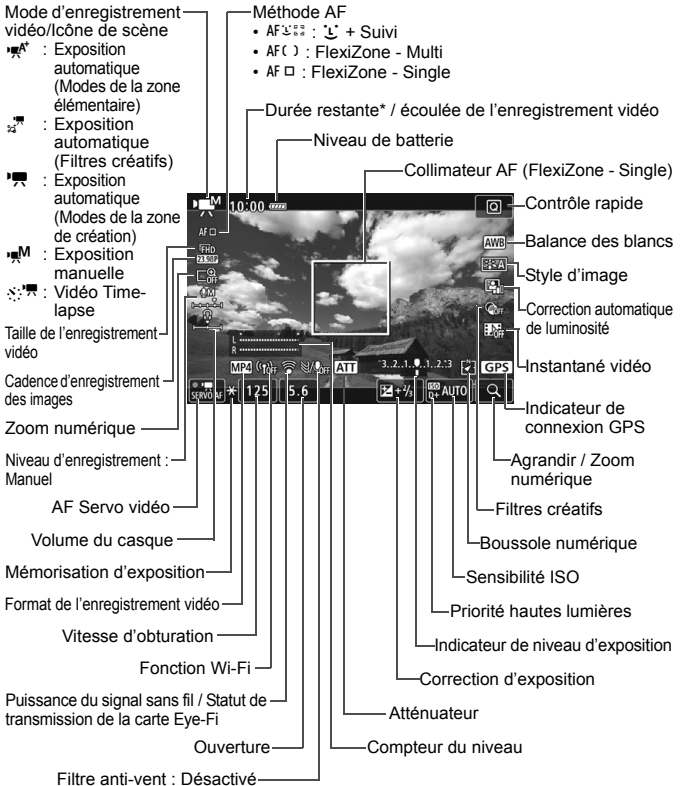 Mode d'enregistrement
vidéo/Icône de scène
A+ : Exposition
automatique
(Modes de la zone
élémentaire)
: Exposition
automatique
(Filtres créatifs)
: Exposition
automatique
(Modes de la zone
de création)
M : Exposition
manuelle
: Vidéo Time-
lapse
Taille de l'enregistrement
vidéo
Cadence d'enregistrement
des images
Zoom numérique
Niveau d'enregistrement :
Manuel
AF Servo vidéo
Volume du casque
Mémorisation d'exposition
Format de l'enregistrement vidéo
Vitesse d'obturation
Fonction Wi-Fi
Puissance du signal sans fil / Statut de
transmission de la carte Eye-Fi
Ouverture
Filtre anti-vent : Désactivé
Méthode AF
• AF : + Suivi
• AF( ) : FlexiZone - Multi
• AF □ : FlexiZone - Single
Durée restante* / écoulée de l'enregistrement vidéo
Niveau de batterie
Collimateur AF (FlexiZone - Single)
M 10:00
Q
AF □
FHD
23.98P
OFF
M
AWB
A
OFF
OFF
L
R
MP4 OFF OFF ATT -3..2..1..0..1..2.:3 GPS
SERVO AF * 125 5.6 +2/3 ISO D+ AUTO
Contrôle rapide
Balance des blancs
Style d'image
Correction automatique
de luminosité
Instantané vidéo
Indicateur de
connexion GPS
Agrandir / Zoom
numérique
Filtres créatifs
Boussole numérique
Sensibilité ISO
Priorité hautes lumières
Indicateur de niveau d'exposition
Correction d'exposition
Atténuateur
Compteur du niveau